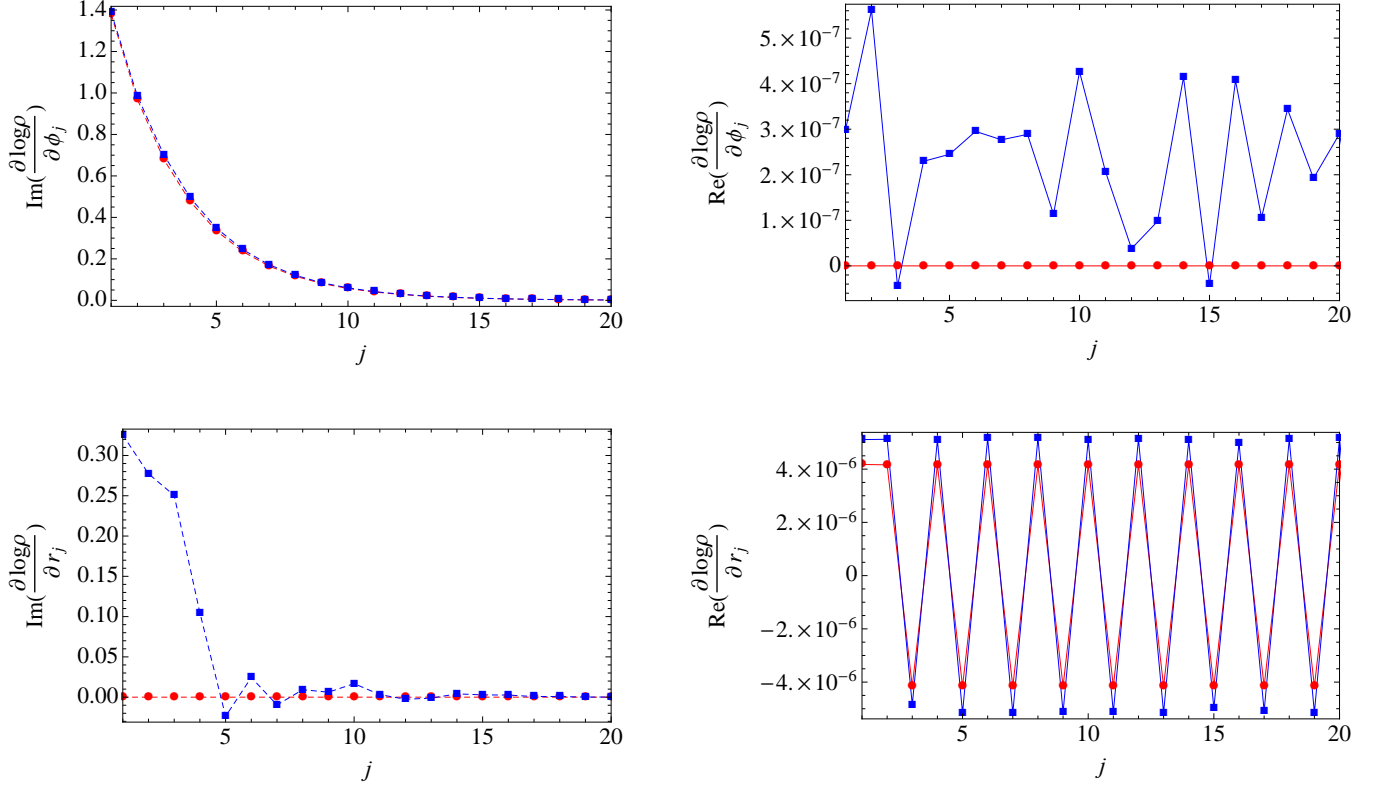 1.4
1.2
1.0
0.8
0.6
0.4
0.2
0.0
Im(∂ logρ / ∂ ϕ_j)
5 10 15 20
j
5.×10^-7
4.×10^-7
3.×10^-7
2.×10^-7
1.×10^-7
0
Re(∂ logρ / ∂ ϕ_j)
5 10 15 20
j
0.30
0.25
0.20
0.15
0.10
0.05
0.00
Im(∂ logρ / ∂ r_j)
5 10 15 20
j
4.×10^-6
2.×10^-6
0
-2.×10^-6
-4.×10^-6
Re(∂ logρ / ∂ r_j)
5 10 15 20
j